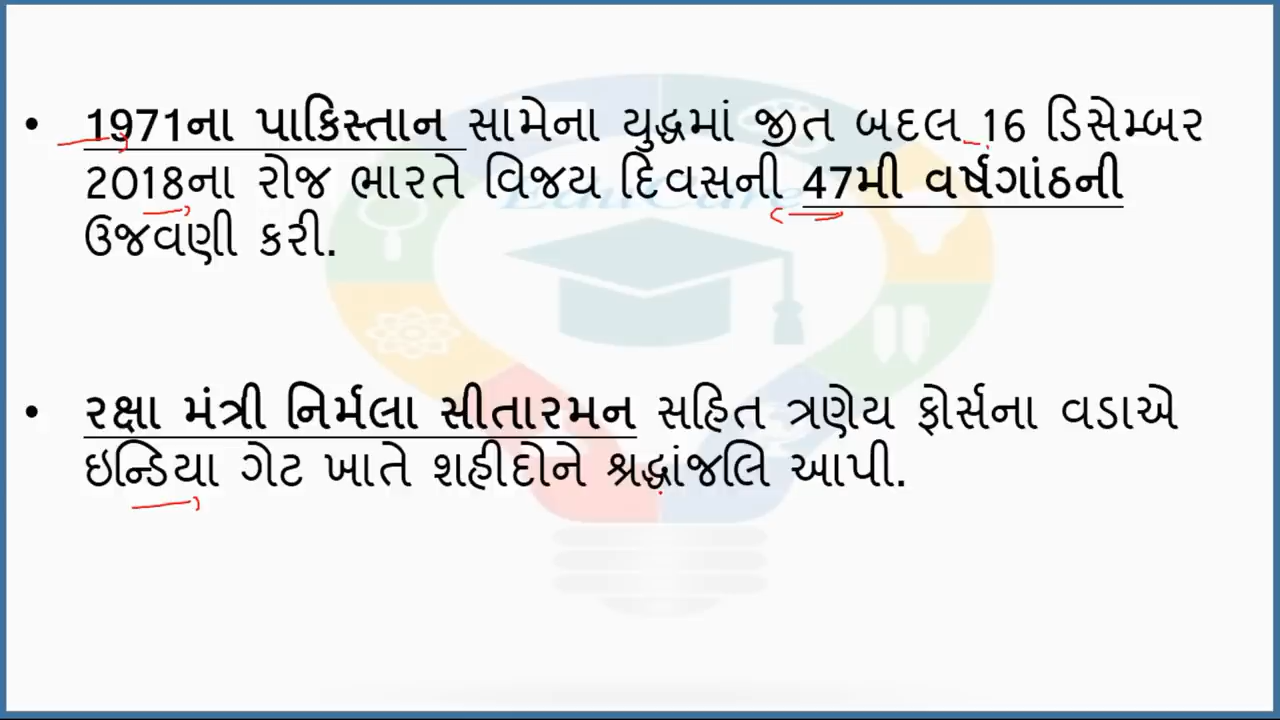 • 1971ના પાકિસ્તાન સામેના યુદ્ધમાં જીત બદલ 16 ડિસેમ્બર
2018ના રોજ ભારતે વિજય દિવસની 47મી વર્ષગાંઠની
ઉજવણી કરી.
• રક્ષા મંત્રી નિર્મલા સીતારમન સહિત ત્રણેય ફોર્સના વડાએ
ઇન્ડિયા ગેટ ખાતે શહીદોને શ્રદ્ધાંજલિ આપી.